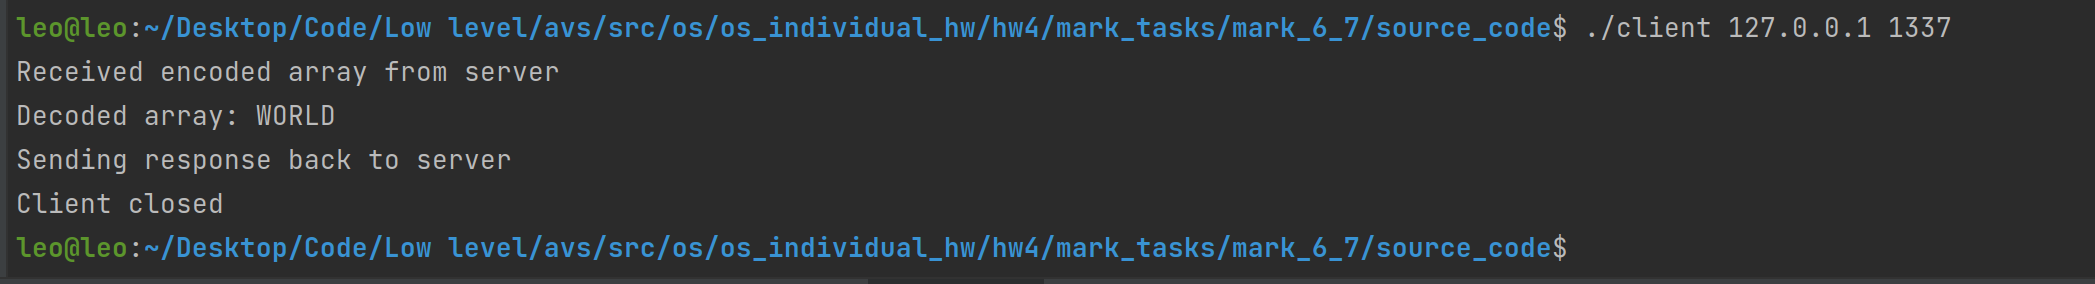 leo@leo:~/Desktop/Code/Low level/avs/src/os/os_individual_hw/hw4/mark_tasks/mark_6_7/source_code$ ./client 127.0.0.1 1337
Received encoded array from server
Decoded array: WORLD
Sending response back to server
Client closed
leo@leo:~/Desktop/Code/Low level/avs/src/os/os_individual_hw/hw4/mark_tasks/mark_6_7/source_code$